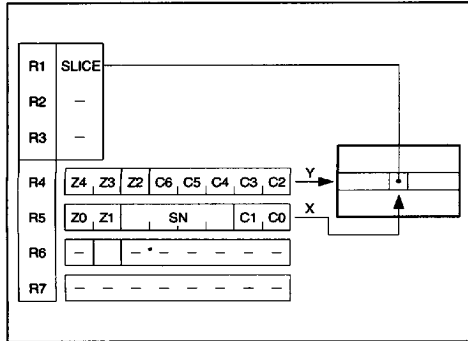 R1 SLICE
R2 –
R3 –
R4 Z4 Z3 Z2 C6 C5 C4 C3 C2 Y
R5 Z0 Z1 SN C1 C0 X
R6 – – – – – – –
R7 – – – – – – – –